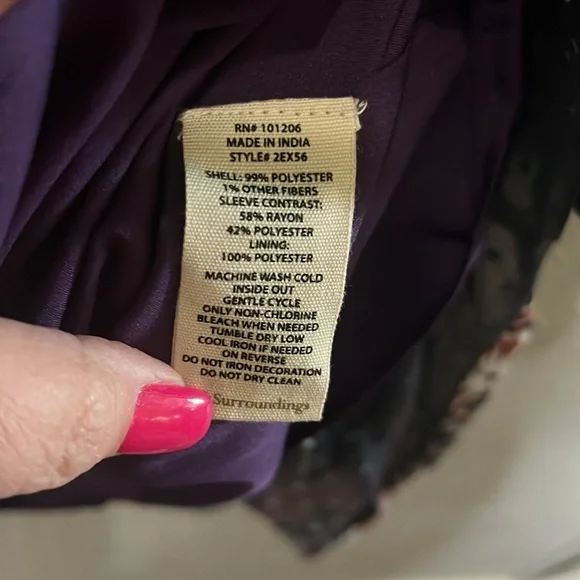 RN# 101206
MADE IN INDIA
STYLE# 2EX56
SHELL: 99% POLYESTER
1% OTHER FIBERS
SLEEVE CONTRAST:
58% RAYON
42% POLYESTER
LINING:
100% POLYESTER
MACHINE WASH COLD
INSIDE OUT
GENTLE CYCLE
ONLY NON-CHLORINE
BLEACH WHEN NEEDED
TUMBLE DRY LOW
COOL IRON IF NEEDED
ON REVERSE
DO NOT IRON DECORATION
DO NOT DRY CLEAN
Surroundings